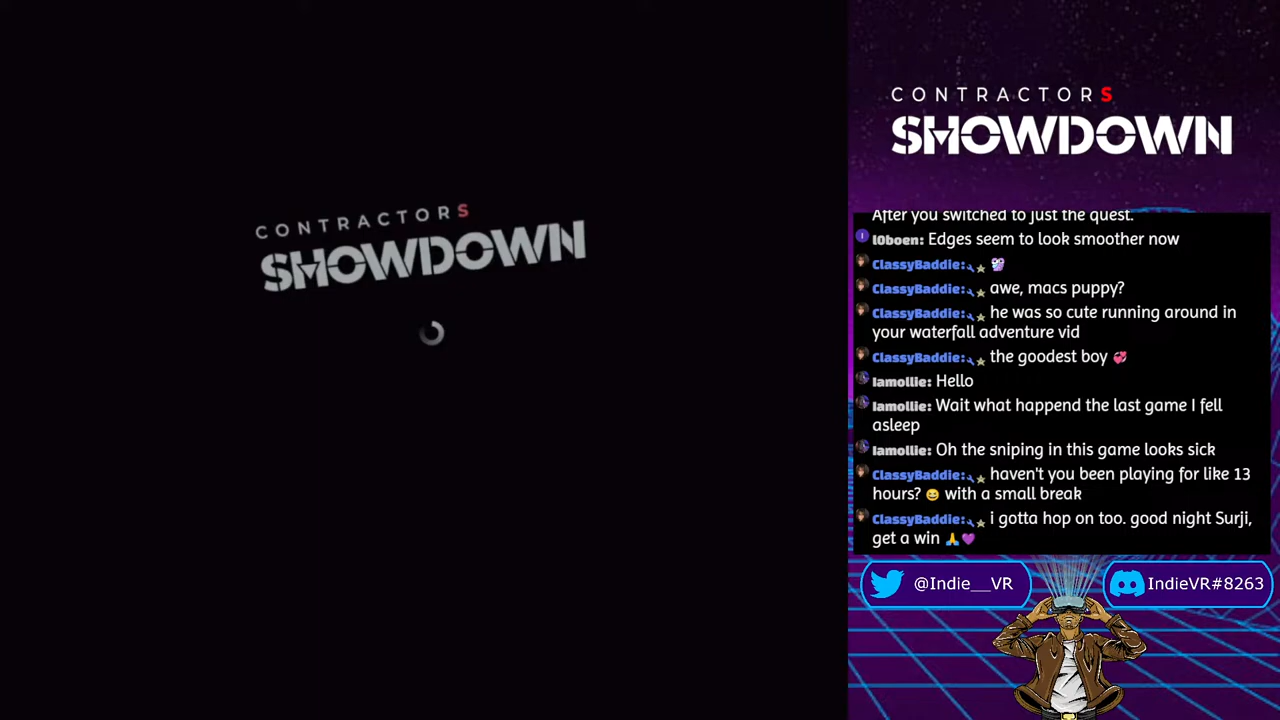 CONTRACTORS
SHOWDOWN
CONTRACTORS
SHOWDOWN
After you switched to just the quest.
l0boen: Edges seem to look smoother now
ClassyBaddie:
ClassyBaddie: awe, macs puppy?
ClassyBaddie: he was so cute running around in
your waterfall adventure vid
ClassyBaddie: the goodest boy 💞
Iamollie: Hello
Iamollie: Wait what happend the last game I fell
asleep
Iamollie: Oh the sniping in this game looks sick
ClassyBaddie: haven't you been playing for like 13
hours? 😆 with a small break
ClassyBaddie: i gotta hop on too. good night Surji,
get a win 🙏💜
@Indie__VR
IndieVR#8263